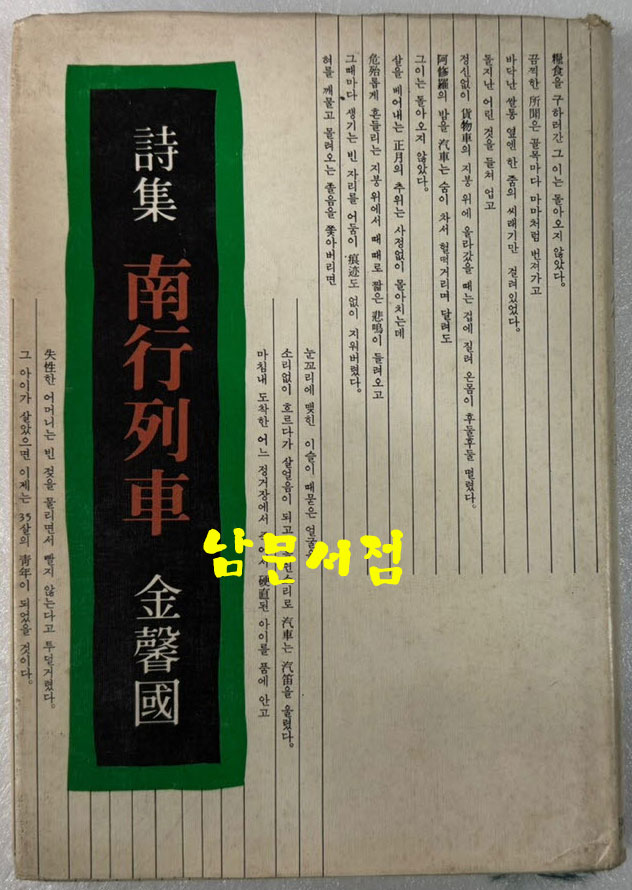 詩集
南行列車
金馨國
糧食을 구하러간 그 이는 돌아오지 않았다.
끔찍한 所聞은 골목마다 마마처럼 번져가고
바닥난 쌀통 옆엔 한 줌의 씨래기만 걸려있었다.
돌지난 어린 것을 들쳐 업고
정신없이 貨物車의 지붕 위에 올라갔을 때는 겁에 질려 온몸이 후둘후둘 떨렸다.
阿修羅의 밤을 汽車는 숨이 차서 헐떡거리며 달려도
그이는 돌아오지 않았다.
살을 베어내는 正月의 추위는 사정없이 몰아치는데
危殆롭게 흔들리는 지붕 위에서 때때로 짧은 悲鳴이 들려오고
그때마다 생기는 빈 자리를 어둠이 痕迹도 없이 지워버렸다.
혀를 깨물고 몰려오는 졸음을 쫓아버리면
눈꼬리에 맺힌 이슬이 때묻은 얼굴
소리없이 흐르다가 살얼음이 되고 소리로 汽車는 汽笛을 울렸다.
마침내 도착한 어느 정거장에서 硬直된 아이를 품에 안고
失性한 어머니는 빈 젖을 물리면서 빨지 않는다고 투덜거렸다.
그 아이가 살았으면 이제는 35살의 靑年이 되었을 것이다.
남문서점